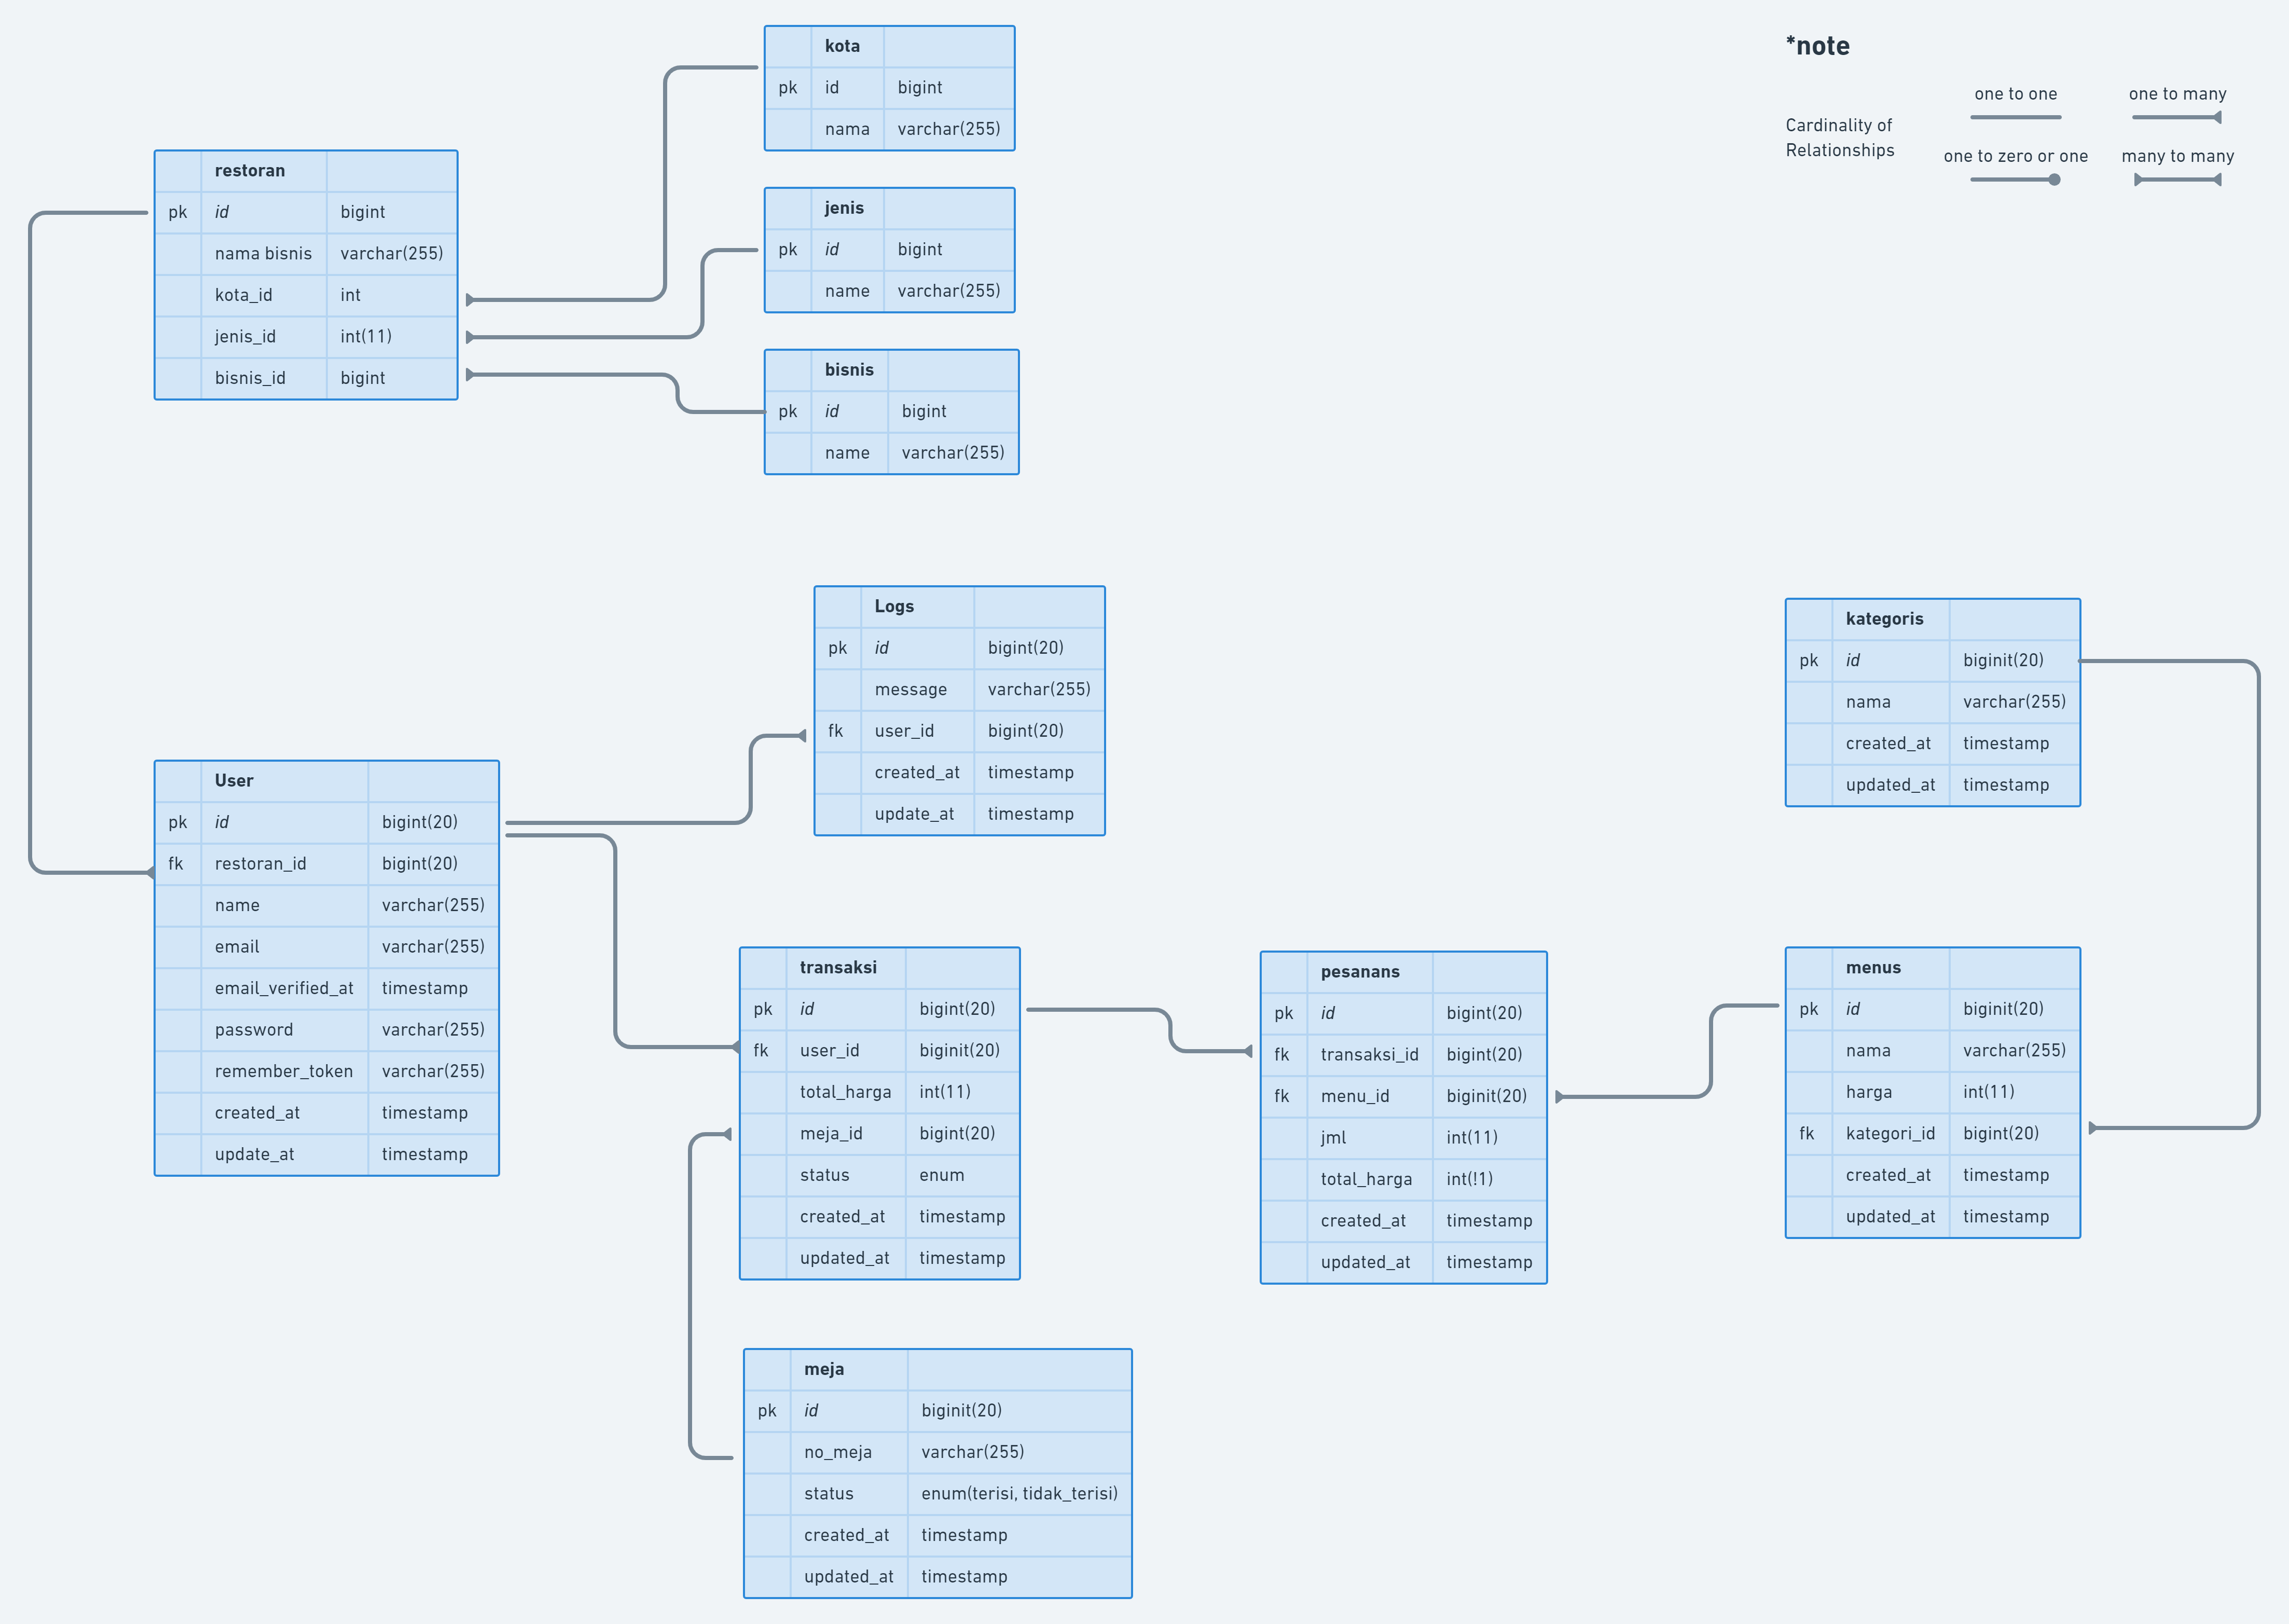 *note
Cardinality of
Relationships
one to one
one to many
one to zero or one
many to many
kota
pk id bigint
nama varchar(255)
restoran
pk id bigint
nama bisnis varchar(255)
kota_id int
jenis_id int(11)
bisnis_id bigint
jenis
pk id bigint
name varchar(255)
bisnis
pk id bigint
name varchar(255)
Logs
pk id bigint(20)
message varchar(255)
fk user_id bigint(20)
created_at timestamp
update_at timestamp
kategoris
pk id biginit(20)
nama varchar(255)
created_at timestamp
updated_at timestamp
User
pk id bigint(20)
fk restoran_id bigint(20)
name varchar(255)
email varchar(255)
email_verified_at timestamp
password varchar(255)
remember_token varchar(255)
created_at timestamp
update_at timestamp
transaksi
pk id bigint(20)
fk user_id biginit(20)
total_harga int(11)
meja_id bigint(20)
status enum
created_at timestamp
updated_at timestamp
pesanans
pk id bigint(20)
fk transaksi_id bigint(20)
fk menu_id biginit(20)
jml int(11)
total_harga int(!1)
created_at timestamp
updated_at timestamp
menus
pk id biginit(20)
nama varchar(255)
harga int(11)
fk kategori_id bigint(20)
created_at timestamp
updated_at timestamp
meja
pk id biginit(20)
no_meja varchar(255)
status enum(terisi, tidak_terisi)
created_at timestamp
updated_at timestamp